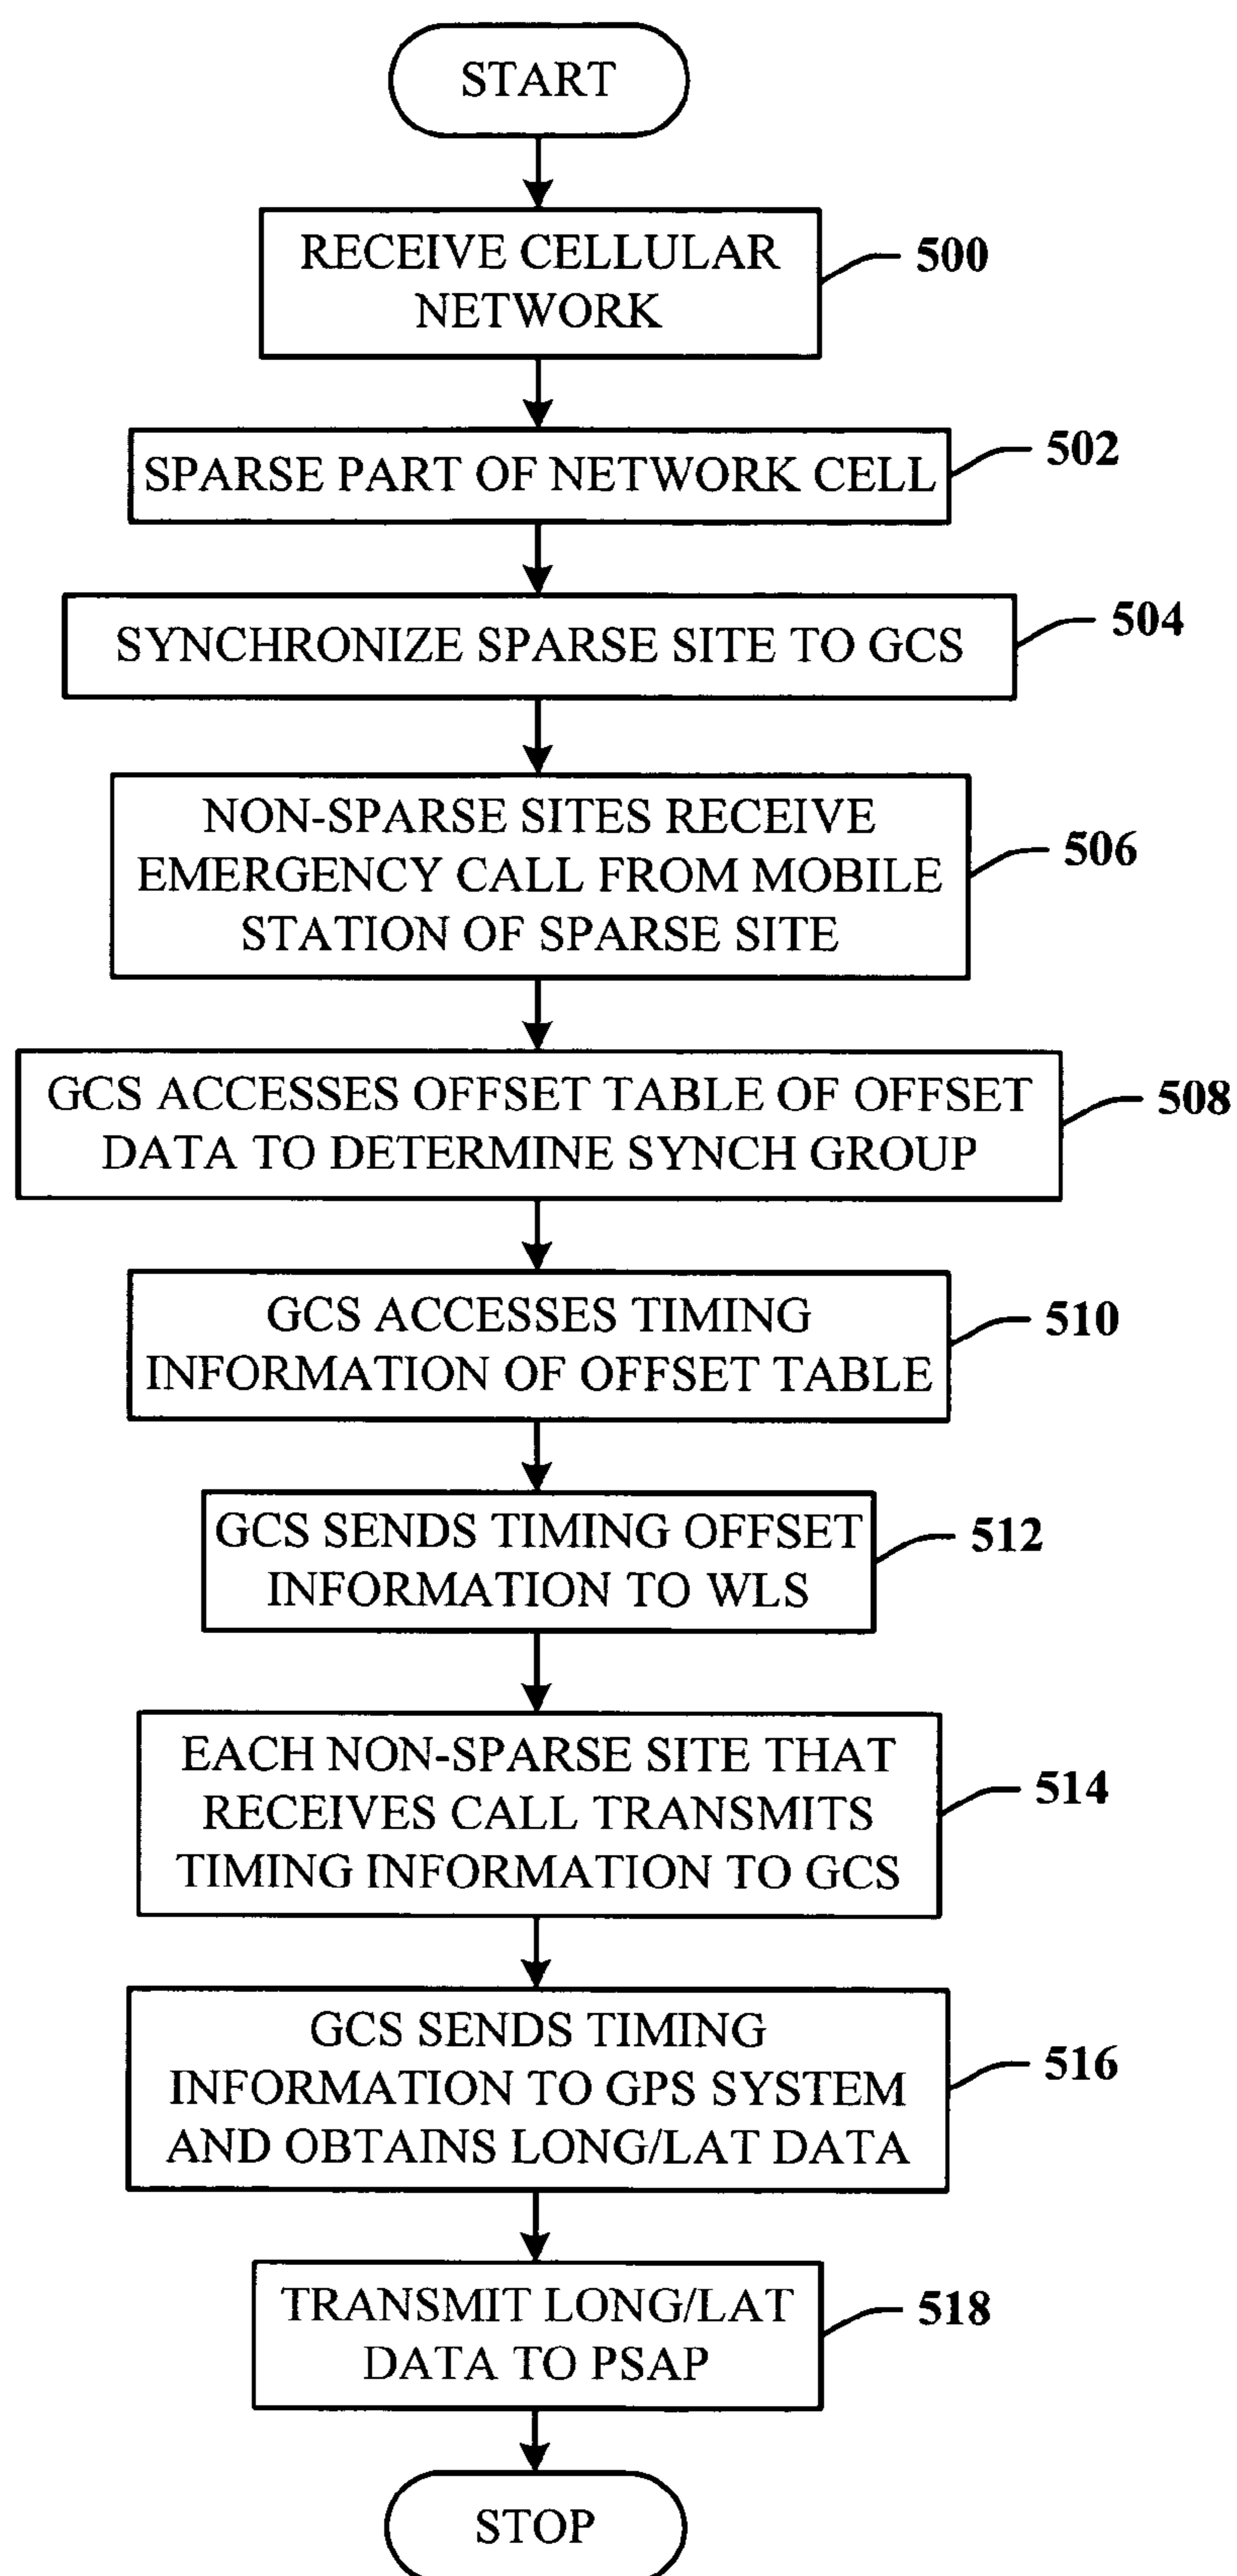 START
RECEIVE CELLULAR
NETWORK
500
SPARSE PART OF NETWORK CELL
502
SYNCHRONIZE SPARSE SITE TO GCS
504
NON-SPARSE SITES RECEIVE
EMERGENCY CALL FROM MOBILE
STATION OF SPARSE SITE
506
GCS ACCESSES OFFSET TABLE OF OFFSET
DATA TO DETERMINE SYNCH GROUP
508
GCS ACCESSES TIMING
INFORMATION OF OFFSET TABLE
510
GCS SENDS TIMING OFFSET
INFORMATION TO WLS
512
EACH NON-SPARSE SITE THAT
RECEIVES CALL TRANSMITS
TIMING INFORMATION TO GCS
514
GCS SENDS TIMING
INFORMATION TO GPS SYSTEM
AND OBTAINS LONG/LAT DATA
516
TRANSMIT LONG/LAT
DATA TO PSAP
518
STOP